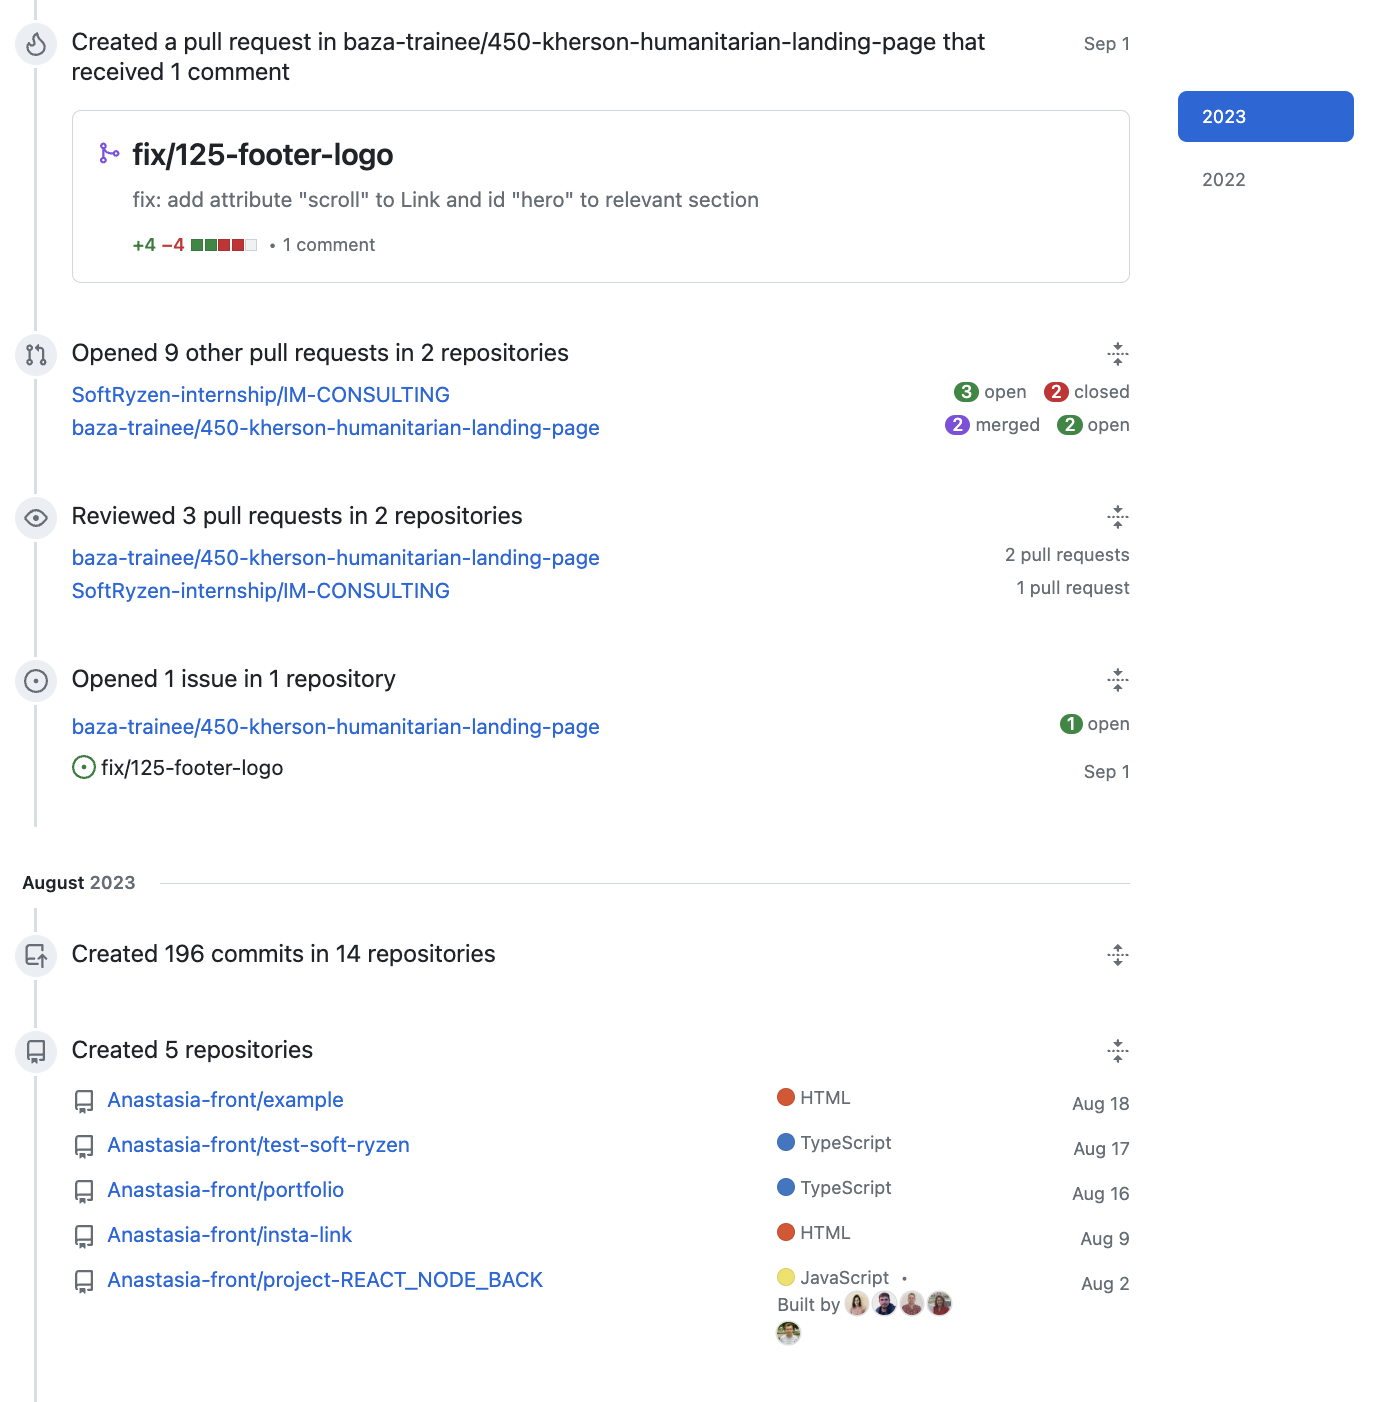 Created a pull request in baza-trainee/450-kherson-humanitarian-landing-page that
received 1 comment
Sep 1
2023
2022
fix/125-footer-logo
fix: add attribute "scroll" to Link and id "hero" to relevant section
+4 −4 • 1 comment
Opened 9 other pull requests in 2 repositories
SoftRyzen-internship/IM-CONSULTING 3 open 2 closed
baza-trainee/450-kherson-humanitarian-landing-page 2 merged 2 open
Reviewed 3 pull requests in 2 repositories
baza-trainee/450-kherson-humanitarian-landing-page 2 pull requests
SoftRyzen-internship/IM-CONSULTING 1 pull request
Opened 1 issue in 1 repository
baza-trainee/450-kherson-humanitarian-landing-page 1 open
fix/125-footer-logo Sep 1
August 2023
Created 196 commits in 14 repositories
Created 5 repositories
Anastasia-front/example HTML Aug 18
Anastasia-front/test-soft-ryzen TypeScript Aug 17
Anastasia-front/portfolio TypeScript Aug 16
Anastasia-front/insta-link HTML Aug 9
Anastasia-front/project-REACT_NODE_BACK JavaScript • Aug 2
Built by